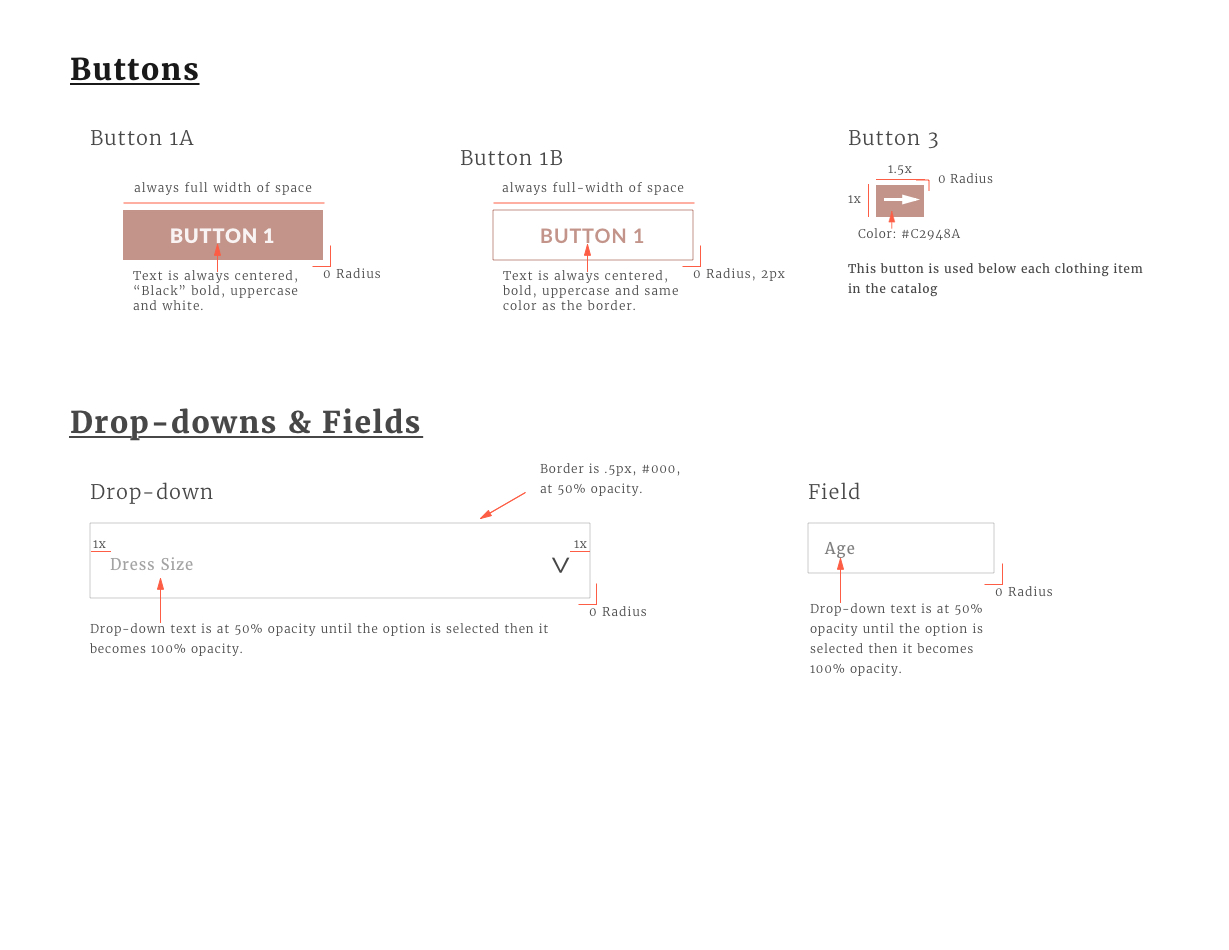 Buttons
Button 1A
always full width of space
BUTTON 1
Text is always centered,
“Black” bold, uppercase
and white.
0 Radius
Button 1B
always full-width of space
BUTTON 1
Text is always centered,
bold, uppercase and same
color as the border.
0 Radius, 2px
Button 3
1.5x
0 Radius
1x
Color: #C2948A
This button is used below each clothing item
in the catalog
Drop-downs & Fields
Drop-down
Border is .5px, #000,
at 50% opacity.
1x
1x
Dress Size
0 Radius
Drop-down text is at 50% opacity until the option is selected then it
becomes 100% opacity.
Field
Age
0 Radius
Drop-down text is at 50%
opacity until the option is
selected then it becomes
100% opacity.